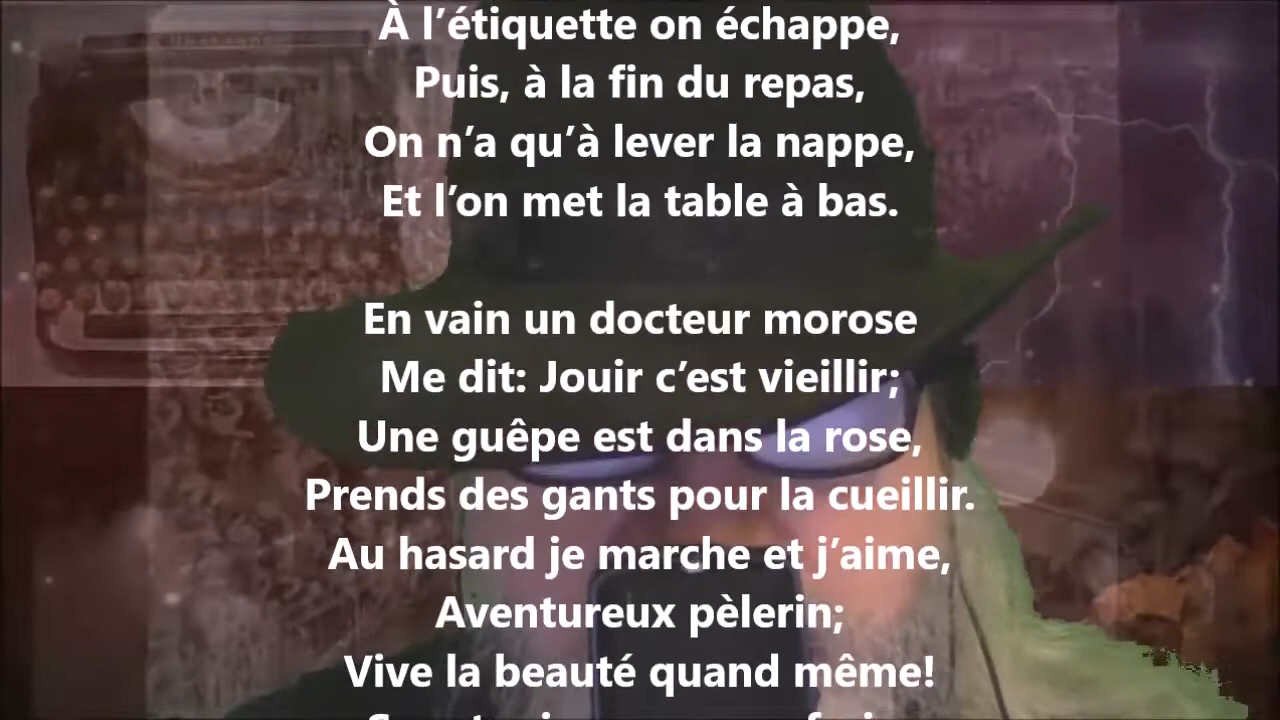 À l’étiquette on échappe,
Puis, à la fin du repas,
On n’a qu’à lever la nappe,
Et l’on met la table à bas.
En vain un docteur morose
Me dit: Jouir c’est vieillir;
Une guêpe est dans la rose,
Prends des gants pour la cueillir.
Au hasard je marche et j’aime,
Aventureux pèlerin;
Vive la beauté quand même!